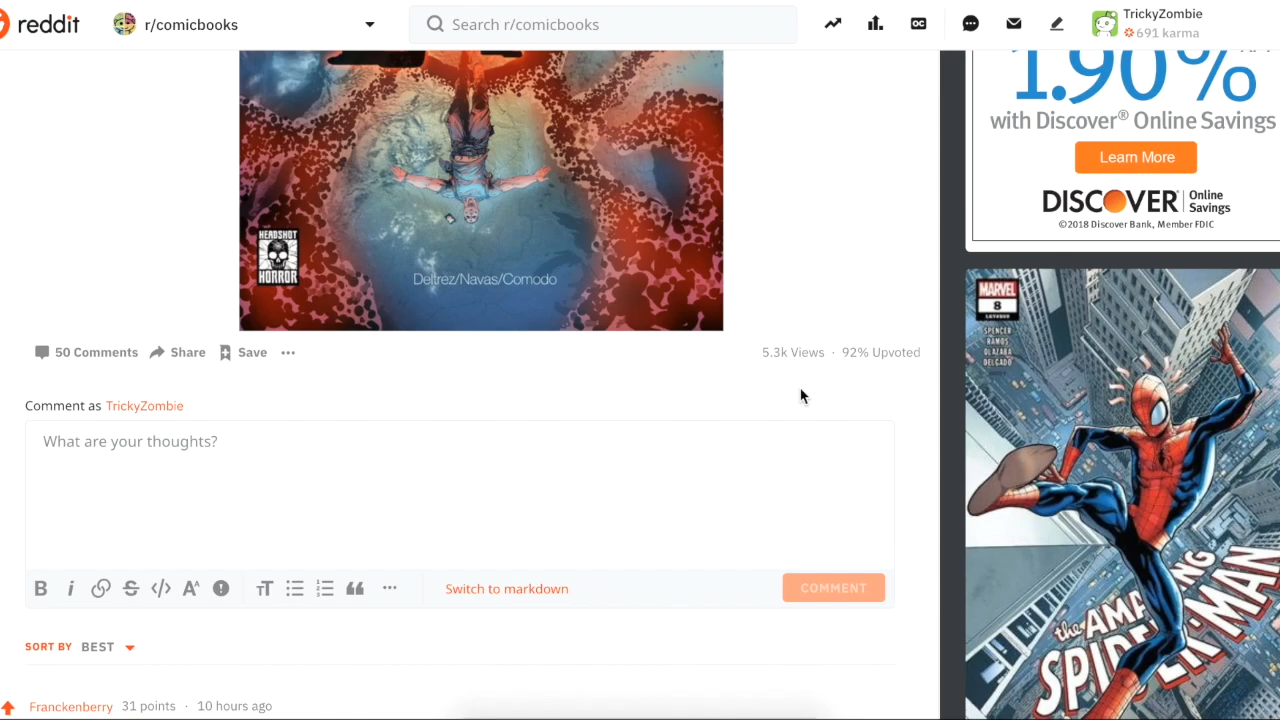 reddit
r/comicbooks
Search r/comicbooks
OC
TrickyZombie
691 karma
1.90%
with Discover® Online Savings
Learn More
DISCOVER
Online
Savings
©2018 Discover Bank, Member FDIC
HEADSHOT
HORROR
Deltrez/Navas/Comodo
50 Comments
Share
Save
5.3k Views · 92% Upvoted
MARVEL
8
SPENCER
RAMOS
OLAZABA
DELGADO
Comment as TrickyZombie
What are your thoughts?
B i
Switch to markdown
COMMENT
the AMAZING
SPIDER-MAN
SORT BY BEST
Franckenberry 31 points · 10 hours ago